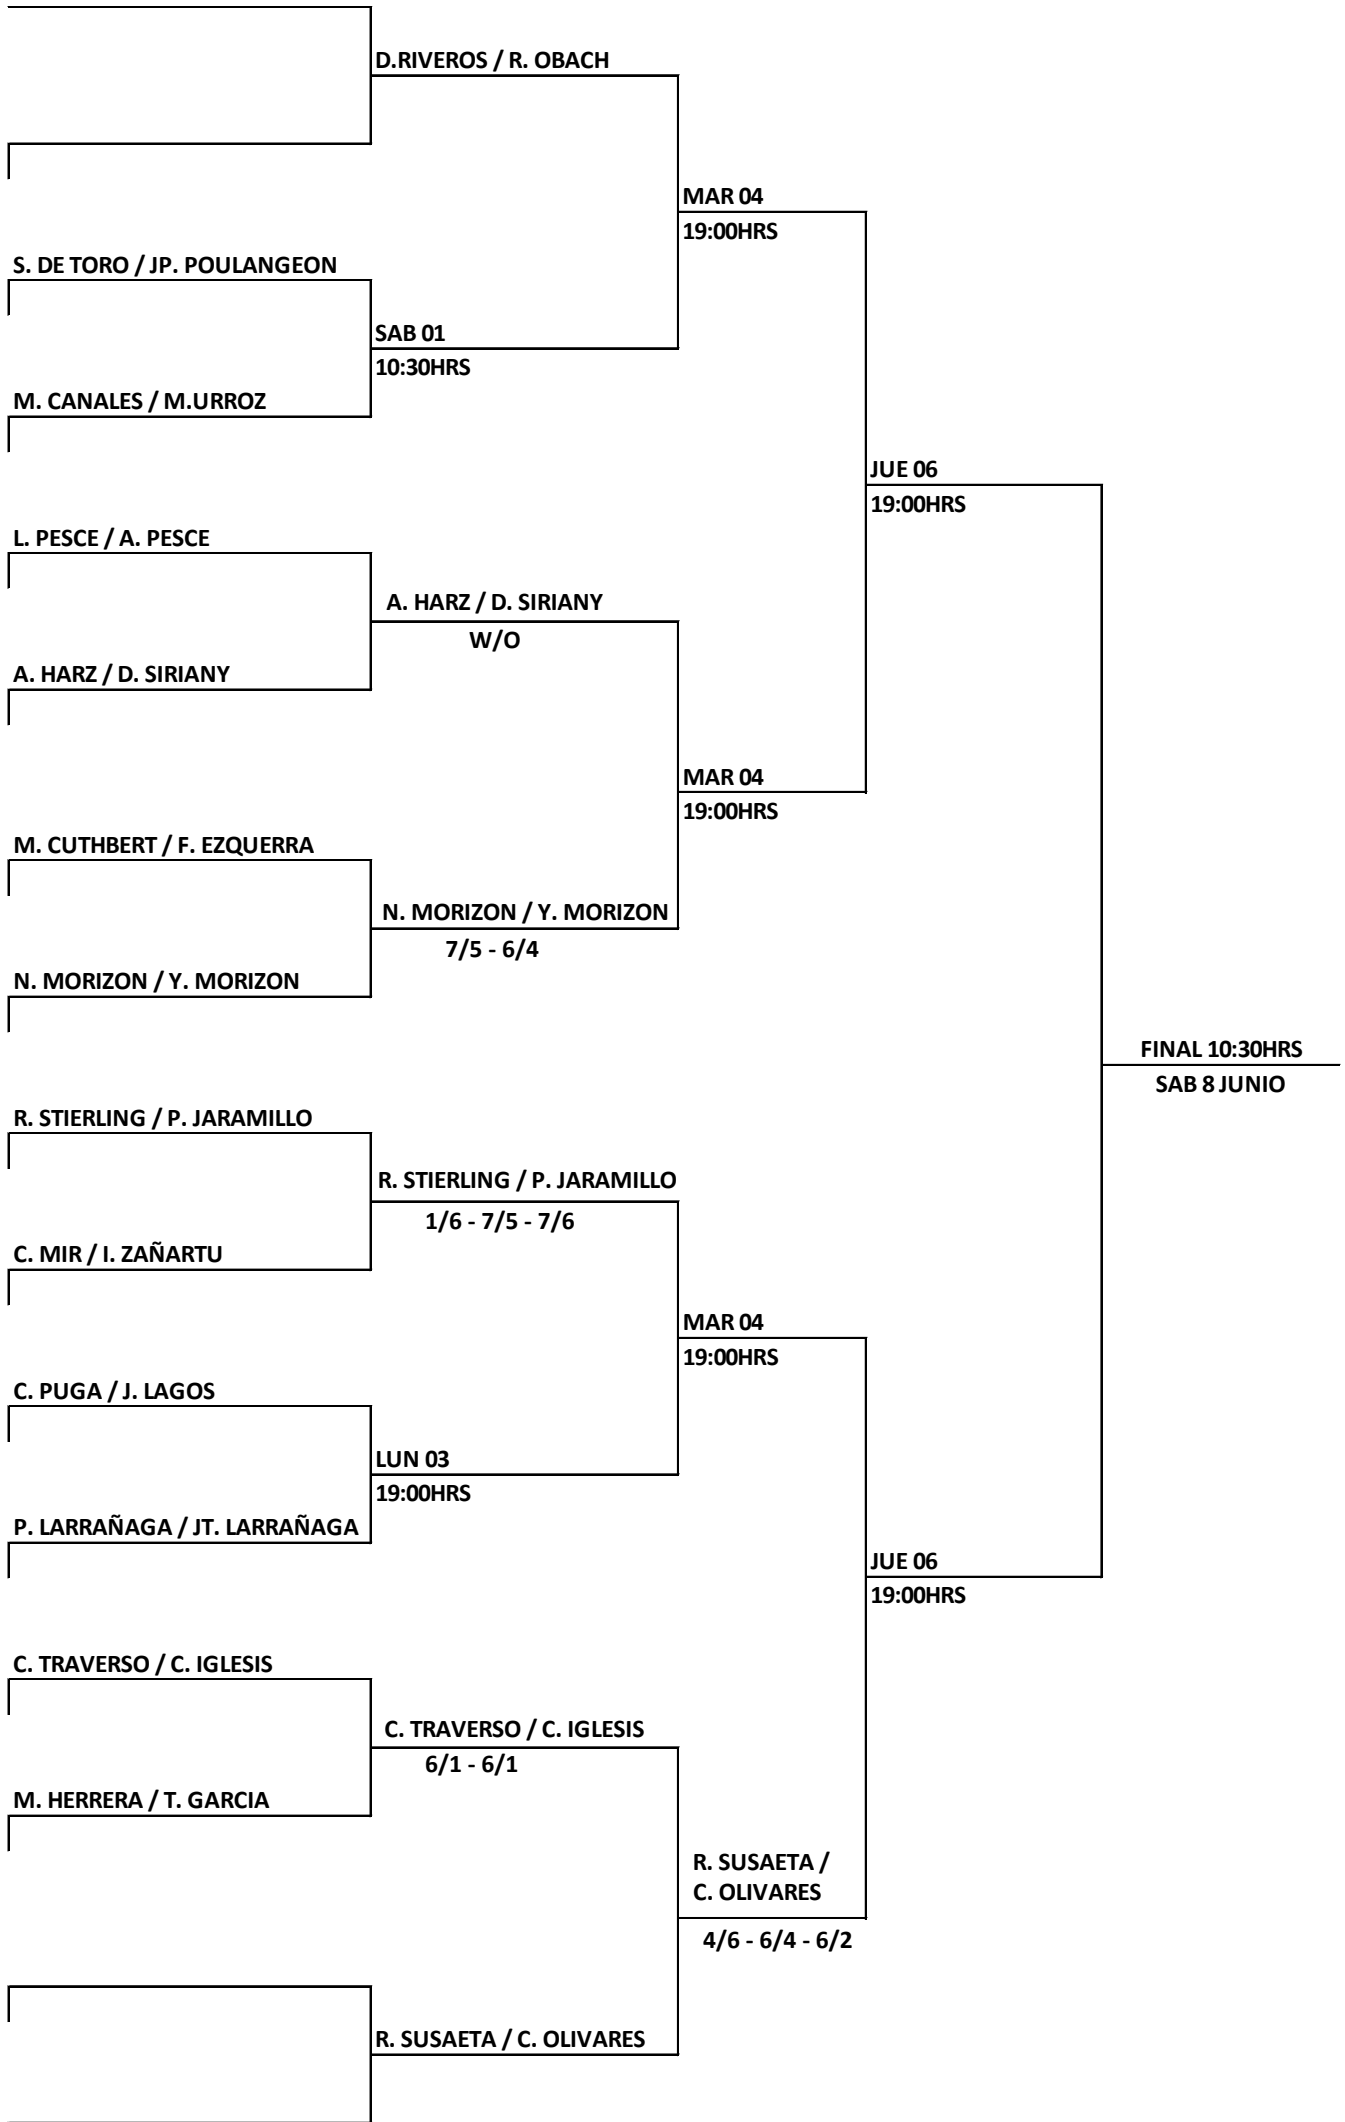 D.RIVEROS / R. OBACH
MAR 04
19:00HRS
S. DE TORO / JP. POULANGEON
SAB 01
10:30HRS
M. CANALES / M.URROZ
JUE 06
19:00HRS
L. PESCE / A. PESCE
A. HARZ / D. SIRIANY
W/O
A. HARZ / D. SIRIANY
MAR 04
19:00HRS
M. CUTHBERT / F. EZQUERRA
N. MORIZON / Y. MORIZON
7/5 - 6/4
N. MORIZON / Y. MORIZON
FINAL 10:30HRS
SAB 8 JUNIO
R. STIERLING / P. JARAMILLO
R. STIERLING / P. JARAMILLO
1/6 - 7/5 - 7/6
C. MIR / I. ZAÑARTU
MAR 04
19:00HRS
C. PUGA / J. LAGOS
LUN 03
19:00HRS
P. LARRAÑAGA / JT. LARRAÑAGA
JUE 06
19:00HRS
C. TRAVERSO / C. IGLESIS
C. TRAVERSO / C. IGLESIS
6/1 - 6/1
M. HERRERA / T. GARCIA
R. SUSAETA /
C. OLIVARES
4/6 - 6/4 - 6/2
R. SUSAETA / C. OLIVARES